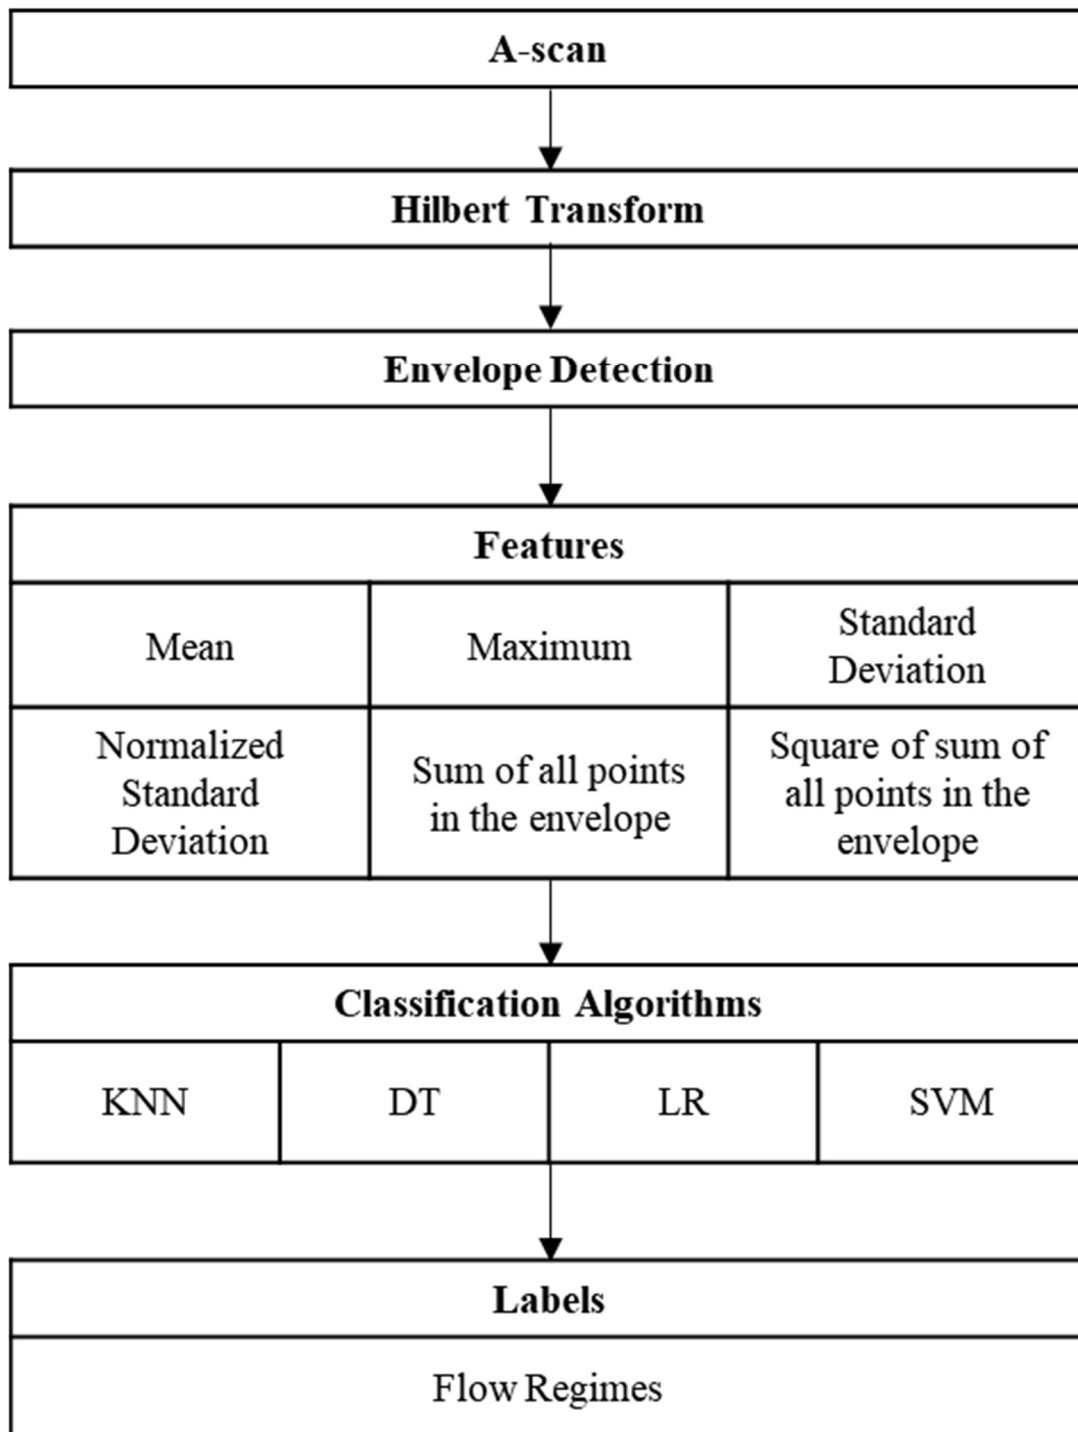 A-scan
Hilbert Transform
Envelope Detection
Features
Mean
Maximum
Standard
Deviation
Normalized
Standard
Deviation
Sum of all points
in the envelope
Square of sum of
all points in the
envelope
Classification Algorithms
KNN
DT
LR
SVM
Labels
Flow Regimes